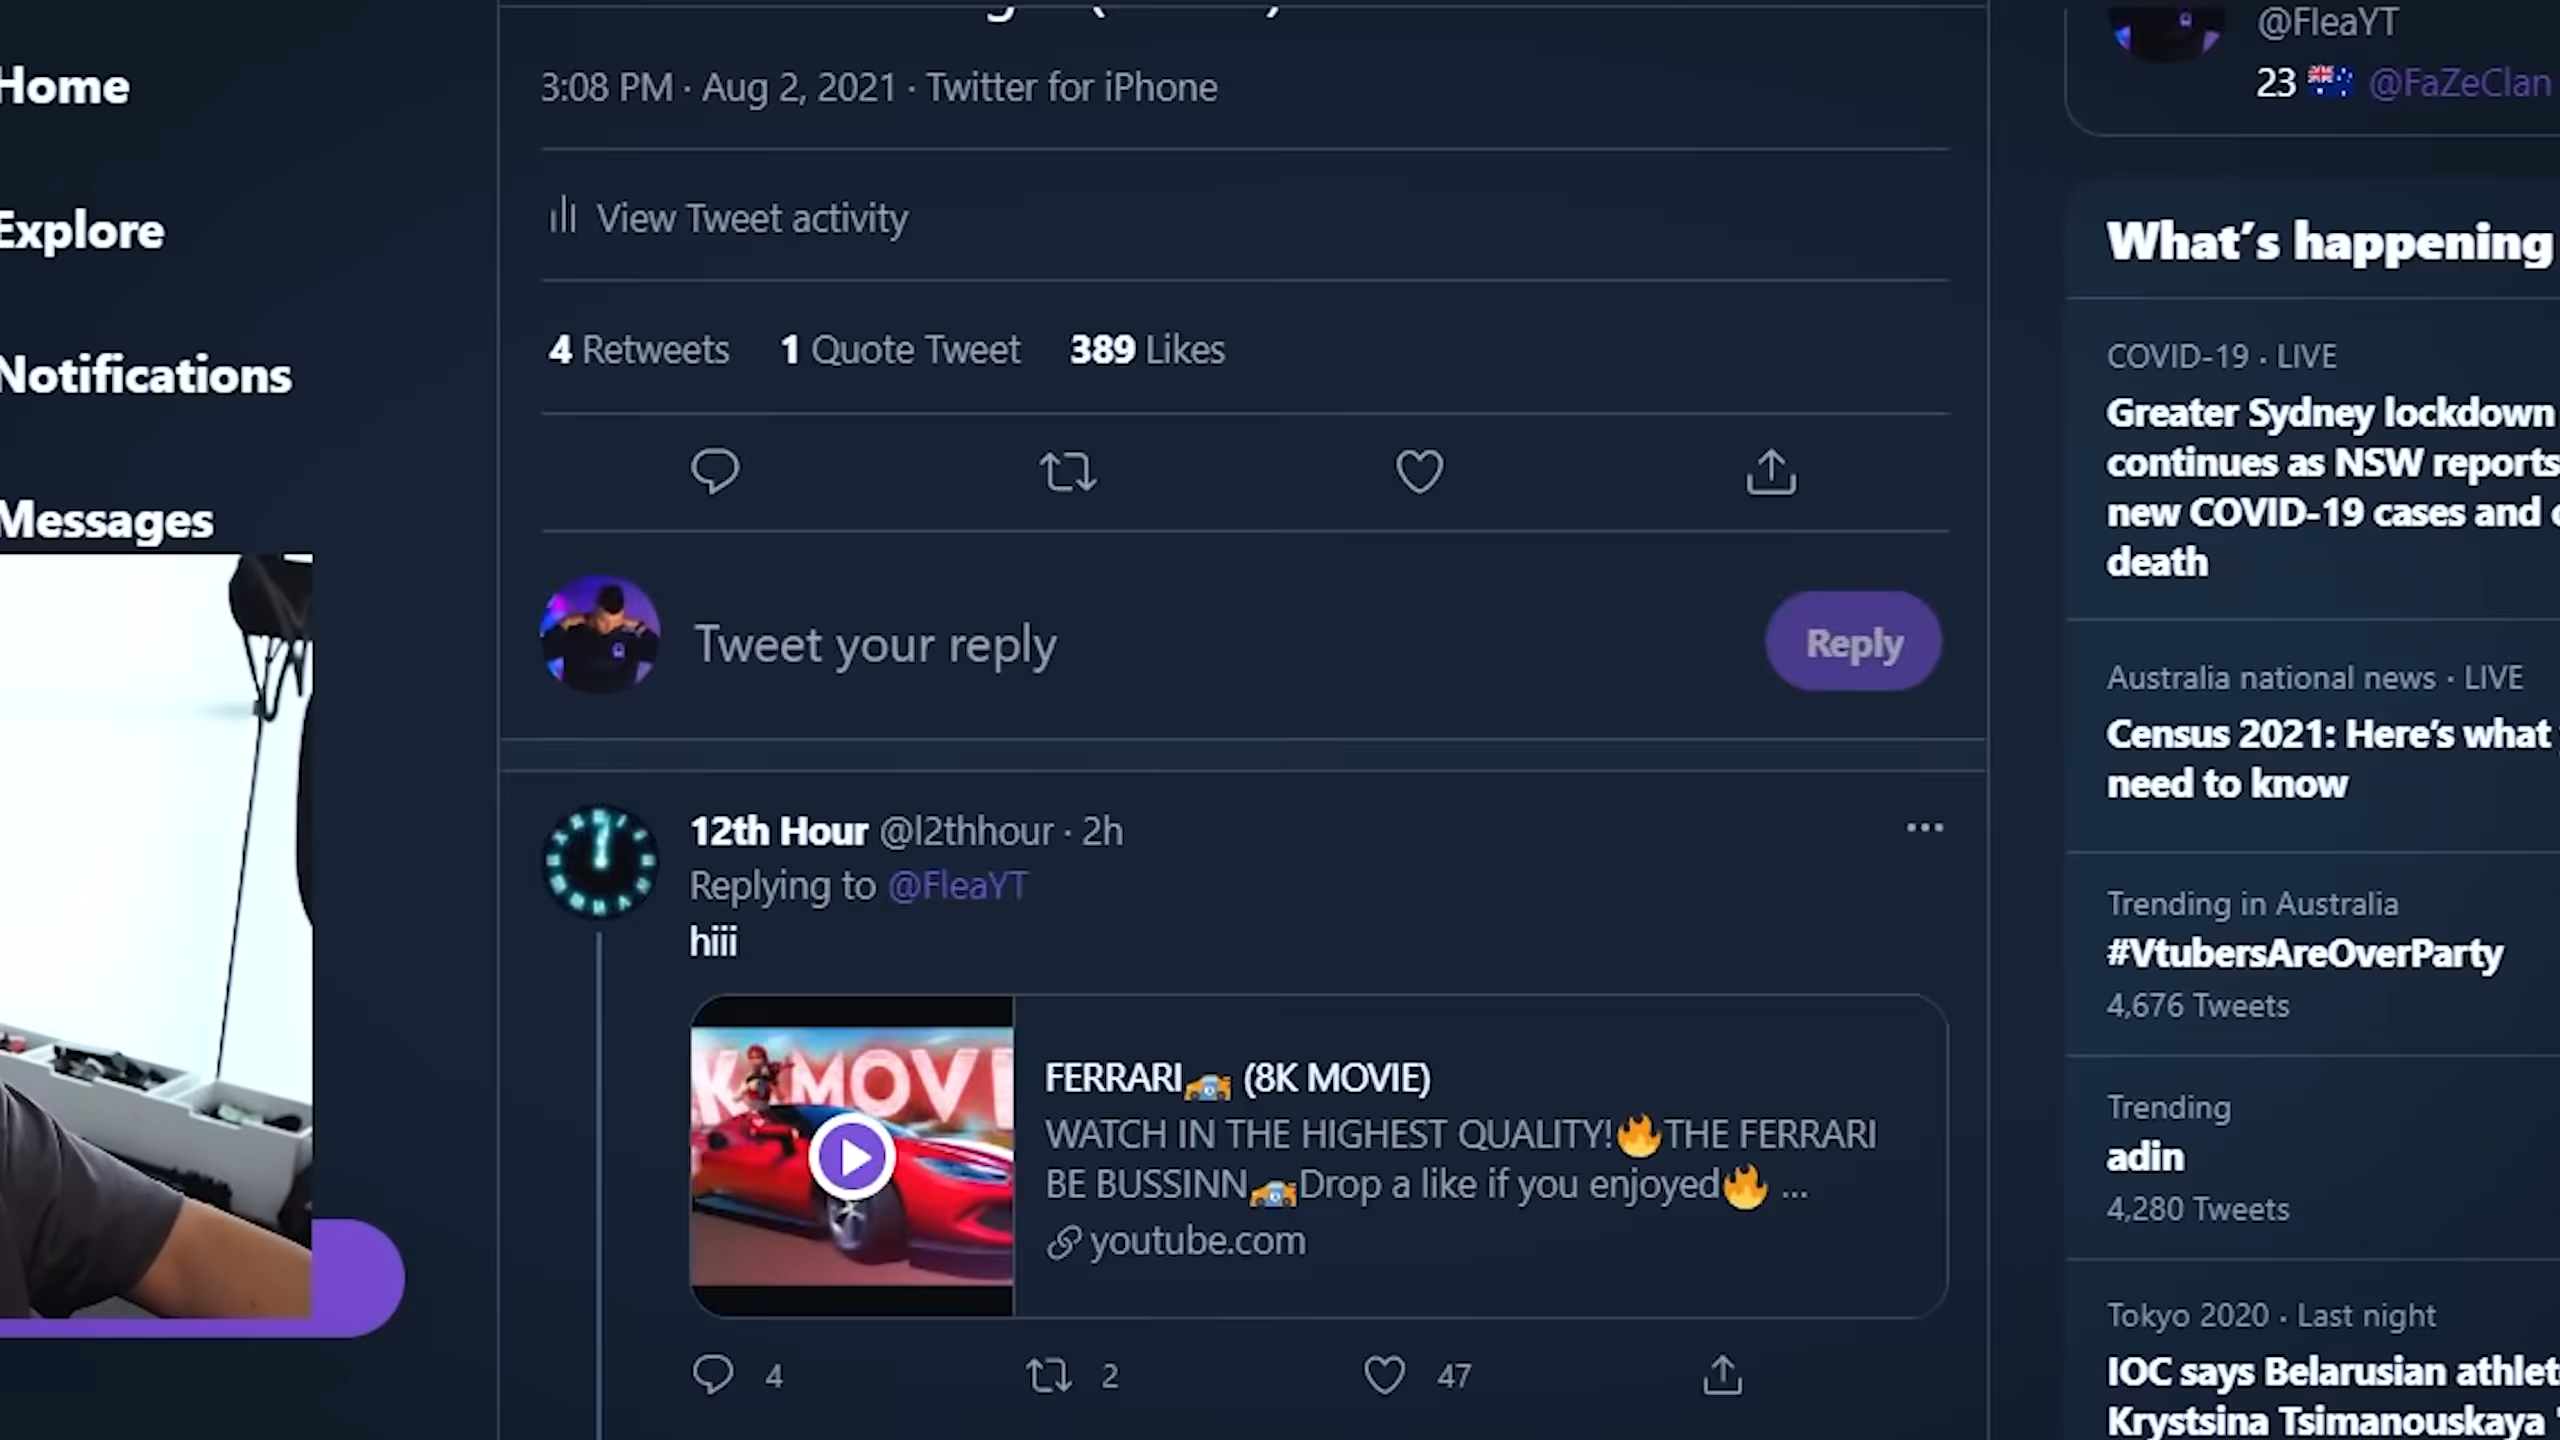 Home
Explore
Notifications
Messages
3:08 PM · Aug 2, 2021 · Twitter for iPhone
View Tweet activity
4 Retweets 1 Quote Tweet 389 Likes
Tweet your reply
Reply
12th Hour @l2thhour · 2h
Replying to @FleaYT
hiii
K MOVI
FERRARI🏎️ (8K MOVIE)
WATCH IN THE HIGHEST QUALITY!🔥THE FERRARI
BE BUSSINN🏎️Drop a like if you enjoyed🔥 ...
youtube.com
4 2 47
@FleaYT
23 🇦🇺 @FaZeClan
What's happening
COVID-19 · LIVE
Greater Sydney lockdown
continues as NSW reports
new COVID-19 cases and
death
Australia national news · LIVE
Census 2021: Here's what
need to know
Trending in Australia
#VtubersAreOverParty
4,676 Tweets
Trending
adin
4,280 Tweets
Tokyo 2020 · Last night
IOC says Belarusian athlet
Krystsina Tsimanouskaya